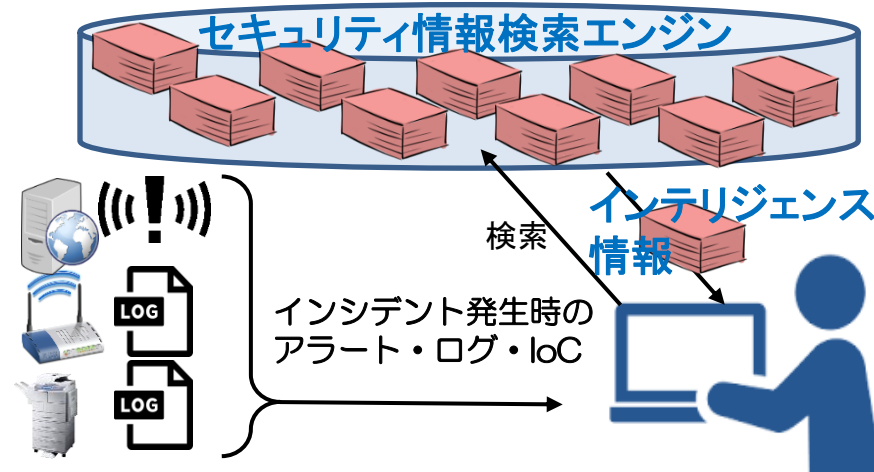 セキュリティ情報検索エンジン
インテリジェンス
情報
検索
LOG
インシデント発生時の
アラート・ログ・IoC
LOG